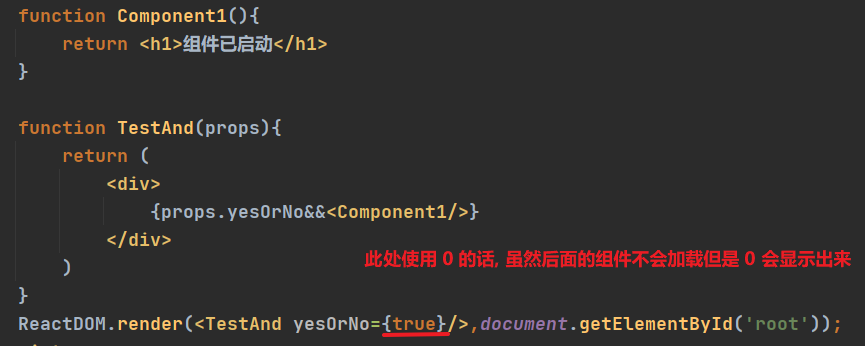 function Component1(){
    return <h1>组件已启动</h1>
}
function TestAnd(props){
    return (
        <div>
            {props.yesOrNo&&<Component1/>}
        </div>
此处使用 0 的话, 虽然后面的组件不会加载但是 0 会显示出来
    )
}
ReactDOM.render(<TestAnd yesOrNo={true}/>,document.getElementById('root'));